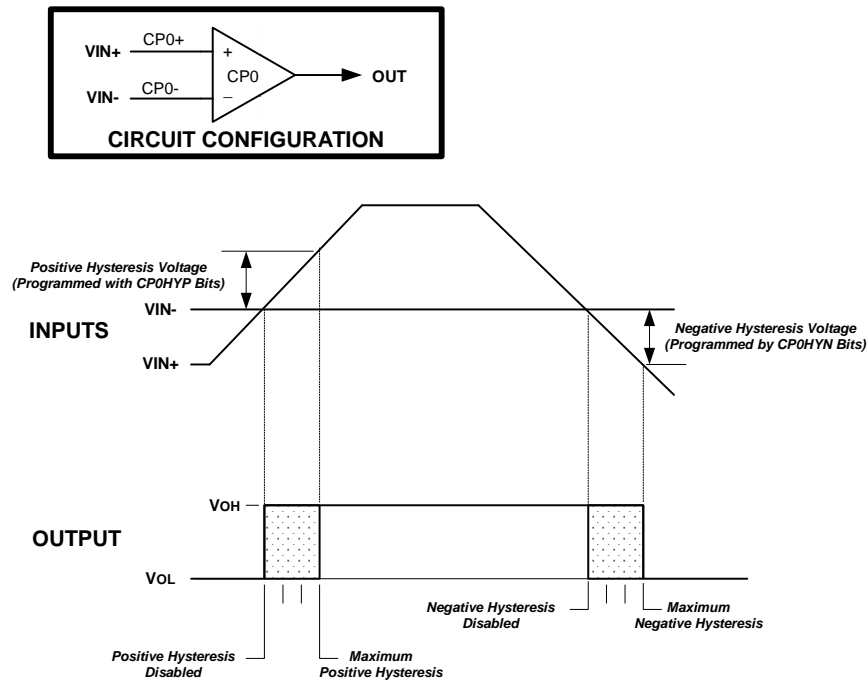 VIN+
CP0+
+
CP0
OUT
VIN-
CP0-
_
CIRCUIT CONFIGURATION
Positive Hysteresis Voltage
(Programmed with CP0HYP Bits)
VIN-
INPUTS
VIN+
Negative Hysteresis Voltage
(Programmed by CP0HYN Bits)
VOH
OUTPUT
VOL
Negative Hysteresis
Disabled
Maximum
Negative Hysteresis
Positive Hysteresis
Disabled
Maximum
Positive Hysteresis